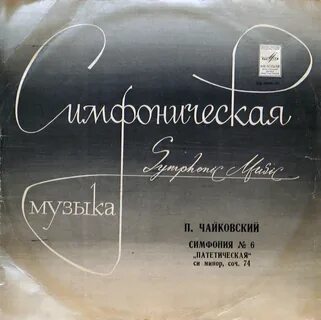 Симфоническая
Symphonic Music
музыка
П. ЧАЙКОВСКИЙ
СИМФОНИЯ № 6
„ПАТЕТИЧЕСКАЯ"
си минор, соч. 74